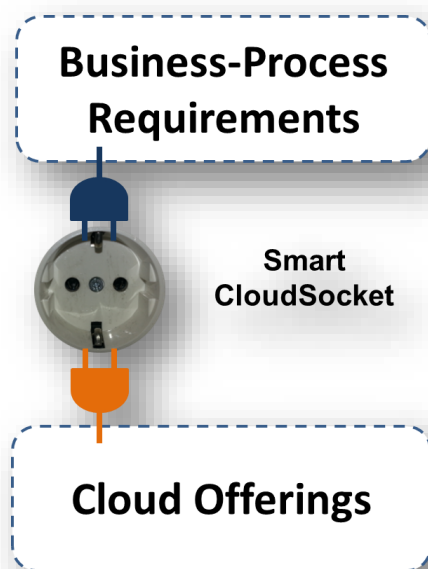 Business-Process
Requirements
Smart
CloudSocket
Cloud Offerings